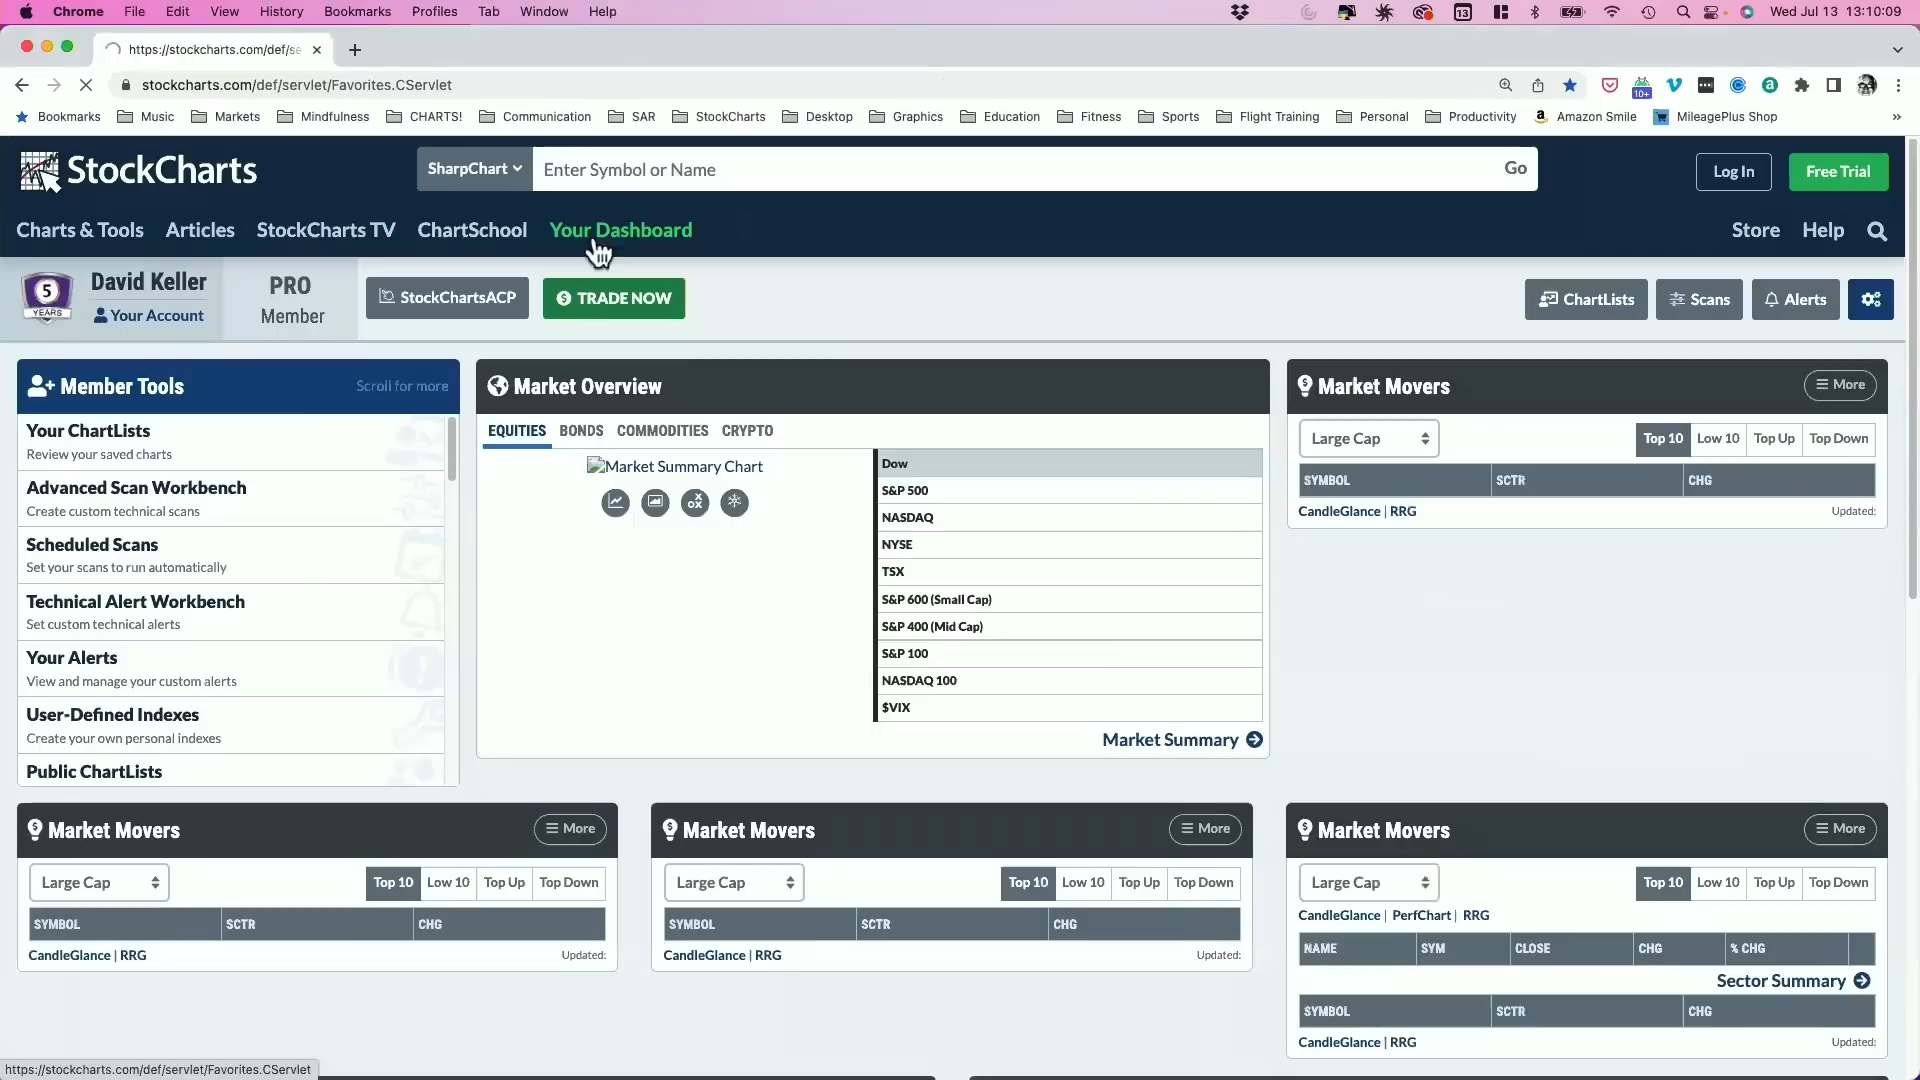 Chrome File Edit View History Bookmarks Profiles Tab Window Help 13 Wed Jul 13 13:10:09
https://stockcharts.com/def/se
stockcharts.com/def/servlet/Favorites.CServlet 10+
Bookmarks Music Markets Mindfulness CHARTS! Communication SAR StockCharts Desktop Graphics Education Fitness Sports Flight Training Personal Productivity Amazon Smile MileagePlus Shop »
StockCharts SharpChart Enter Symbol or Name Go Log In Free Trial
Charts & Tools Articles StockCharts TV ChartSchool Your Dashboard Store Help
5 YEARS David Keller Your Account PRO Member StockChartsACP TRADE NOW ChartLists Scans Alerts
Member Tools Scroll for more
Your ChartLists
Review your saved charts
Advanced Scan Workbench
Create custom technical scans
Scheduled Scans
Set your scans to run automatically
Technical Alert Workbench
Set custom technical alerts
Your Alerts
View and manage your custom alerts
User-Defined Indexes
Create your own personal indexes
Public ChartLists
Market Overview
EQUITIES BONDS COMMODITIES CRYPTO
Market Summary Chart
Dow
S&P 500
NASDAQ
NYSE
TSX
S&P 600 (Small Cap)
S&P 400 (Mid Cap)
S&P 100
NASDAQ 100
$VIX
Market Summary
Market Movers More
Large Cap Top 10 Low 10 Top Up Top Down
SYMBOL SCTR CHG
CandleGlance | RRG Updated:
Market Movers More
Large Cap Top 10 Low 10 Top Up Top Down
SYMBOL SCTR CHG
CandleGlance | RRG Updated:
Market Movers More
Large Cap Top 10 Low 10 Top Up Top Down
SYMBOL SCTR CHG
CandleGlance | RRG Updated:
Market Movers More
Large Cap Top 10 Low 10 Top Up Top Down
CandleGlance | PerfChart | RRG
NAME SYM CLOSE CHG % CHG
Sector Summary
SYMBOL SCTR CHG
CandleGlance | RRG Updated:
https://stockcharts.com/def/servlet/Favorites.CServlet